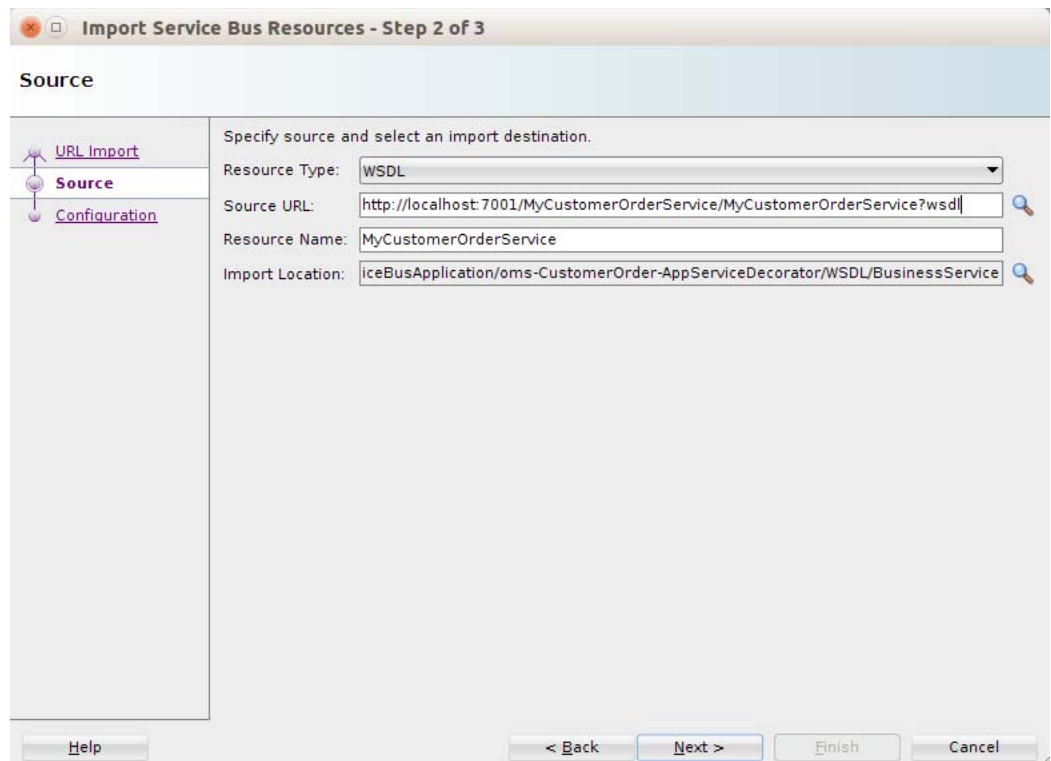 Import Service Bus Resources - Step 2 of 3
Source
URL Import
Source
Configuration
Specify source and select an import destination.
Resource Type: WSDL
Source URL: http://localhost:7001/MyCustomerOrderService/MyCustomerOrderService?wsdl
Resource Name: MyCustomerOrderService
Import Location: iceBusApplication/oms-CustomerOrder-AppServiceDecorator/WSDL/BusinessService
Help < Back Next > Finish Cancel